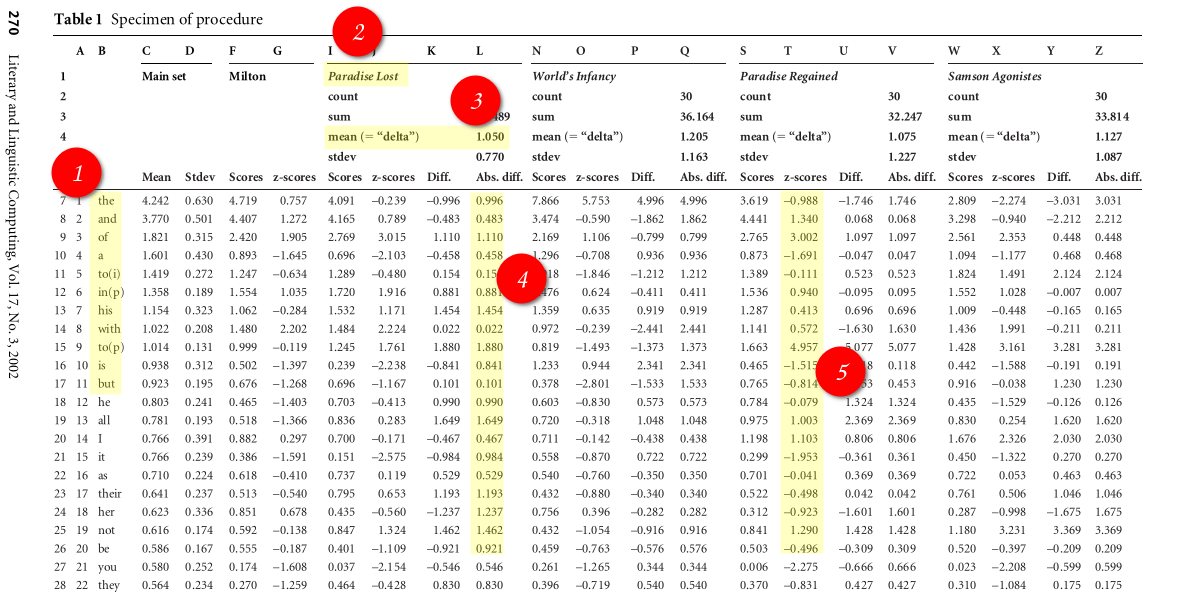 Table 1 Specimen of procedure
270 Literary and Linguistic Computing, Vol. 17, No. 3, 2002
A B C D F G I K L N O P Q S T U V W X Y Z
1 Main set Milton Paradise Lost World's Infancy Paradise Regained Samson Agonistes
2 count count 30 count 30 count 30
3 sum sum 36.164 sum 32.247 sum 33.814
4 mean (= “delta”) 1.050 mean (= “delta”) 1.205 mean (= “delta”) 1.075 mean (= “delta”) 1.127
stdev 0.770 stdev 1.163 stdev 1.227 stdev 1.087
Mean Stdev Scores z-scores Scores z-scores Diff. Abs. diff. Scores z-scores Diff. Abs. diff. Scores z-scores Diff. Abs. diff. Scores z-scores Diff. Abs. diff.
7 1 the 4.242 0.630 4.719 0.757 4.091 –0.239 –0.996 0.996 7.866 5.753 4.996 4.996 3.619 –0.988 –1.746 1.746 2.809 –2.274 –3.031 3.031
8 2 and 3.770 0.501 4.407 1.272 4.165 0.789 –0.483 0.483 3.474 –0.590 –1.862 1.862 4.441 1.340 0.068 0.068 3.298 –0.940 –2.212 2.212
9 3 of 1.821 0.315 2.420 1.905 2.769 3.015 1.110 1.110 2.169 1.106 –0.799 0.799 2.765 3.002 1.097 1.097 2.561 2.353 0.448 0.448
10 4 a 1.601 0.430 0.893 –1.645 0.696 –2.103 –0.458 0.458 1.296 –0.708 0.936 0.936 0.873 –1.691 –0.047 0.047 1.094 –1.177 0.468 0.468
11 5 to(i) 1.419 0.272 1.247 –0.634 1.289 –0.480 0.154 –1.846 –1.212 1.212 1.389 –0.111 0.523 0.523 1.824 1.491 2.124 2.124
12 6 in(p) 1.358 0.189 1.554 1.035 1.720 1.916 0.881 0.881 0.624 –0.411 0.411 1.536 0.940 –0.095 0.095 1.552 1.028 –0.007 0.007
13 7 his 1.154 0.323 1.062 –0.284 1.532 1.171 1.454 1.454 1.359 0.635 0.919 0.919 1.287 0.413 0.696 0.696 1.009 –0.448 –0.165 0.165
14 8 with 1.022 0.208 1.480 2.202 1.484 2.224 0.022 0.022 0.972 –0.239 –2.441 2.441 1.141 0.572 –1.630 1.630 1.436 1.991 –0.211 0.211
15 9 to(p) 1.014 0.131 0.999 –0.119 1.245 1.761 1.880 1.880 0.819 –1.493 –1.373 1.373 1.663 4.957 5.077 5.077 1.428 3.161 3.281 3.281
16 10 is 0.938 0.312 0.502 –1.397 0.239 –2.238 –0.841 0.841 1.233 0.944 2.341 2.341 0.465 –1.515 0.118 0.442 –1.588 –0.191 0.191
17 11 but 0.923 0.195 0.676 –1.268 0.696 –1.167 0.101 0.101 0.378 –2.801 –1.533 1.533 0.765 –0.814 0.453 0.916 –0.038 1.230 1.230
18 12 he 0.803 0.241 0.465 –1.403 0.703 –0.413 0.990 0.990 0.603 –0.830 0.573 0.573 0.784 –0.079 1.324 1.324 0.435 –1.529 –0.126 0.126
19 13 all 0.781 0.193 0.518 –1.366 0.836 0.283 1.649 1.649 0.720 –0.318 1.048 1.048 0.975 1.003 2.369 2.369 0.830 0.254 1.620 1.620
20 14 I 0.766 0.391 0.882 0.297 0.700 –0.171 –0.467 0.467 0.711 –0.142 –0.438 0.438 1.198 1.103 0.806 0.806 1.676 2.326 2.030 2.030
21 15 it 0.766 0.239 0.386 –1.591 0.151 –2.575 –0.984 0.984 0.558 –0.870 0.722 0.722 0.299 –1.953 –0.361 0.361 0.450 –1.322 0.270 0.270
22 16 as 0.710 0.224 0.618 –0.410 0.737 0.119 0.529 0.529 0.540 –0.760 –0.350 0.350 0.701 –0.041 0.369 0.369 0.722 0.053 0.463 0.463
23 17 their 0.641 0.237 0.513 –0.540 0.795 0.653 1.193 1.193 0.432 –0.880 –0.340 0.340 0.522 –0.498 0.042 0.042 0.761 0.506 1.046 1.046
24 18 her 0.623 0.336 0.851 0.678 0.435 –0.560 –1.237 1.237 0.756 0.396 –0.282 0.282 0.312 –0.923 –1.601 1.601 0.287 –0.998 –1.675 1.675
25 19 not 0.616 0.174 0.592 –0.138 0.847 1.324 1.462 1.462 0.432 –1.054 –0.916 0.916 0.841 1.290 1.428 1.428 1.180 3.231 3.369 3.369
26 20 be 0.586 0.167 0.555 –0.187 0.401 –1.109 –0.921 0.921 0.459 –0.763 –0.576 0.576 0.503 –0.496 –0.309 0.309 0.520 –0.397 –0.209 0.209
27 21 you 0.580 0.252 0.174 –1.608 0.037 –2.154 –0.546 0.546 0.261 –1.265 0.344 0.344 0.006 –2.275 –0.666 0.666 0.023 –2.208 –0.599 0.599
28 22 they 0.564 0.234 0.270 –1.259 0.464 –0.428 0.830 0.830 0.396 –0.719 0.540 0.540 0.370 –0.831 0.427 0.427 0.310 –1.084 0.175 0.175
1
2
3
4
5